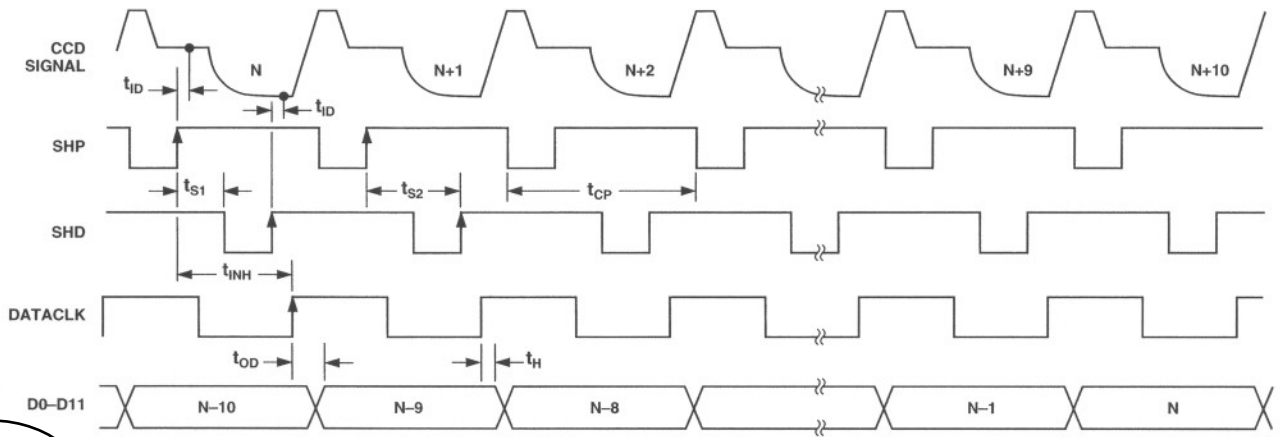 CCD
SIGNAL
N
N+1
N+2
N+9
N+10
tID
tID
SHP
tS1
tS2
tCP
SHD
tINH
DATACLK
tOD
tH
D0–D11
N–10
N–9
N–8
N–1
N